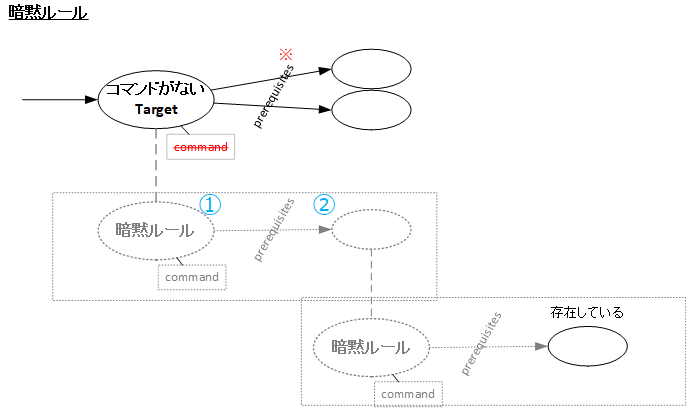 暗黙ルール
※
コマンドがない
Target
prerequisites
command
①
②
暗黙ルール
prerequisites
command
存在している
暗黙ルール
prerequisites
command